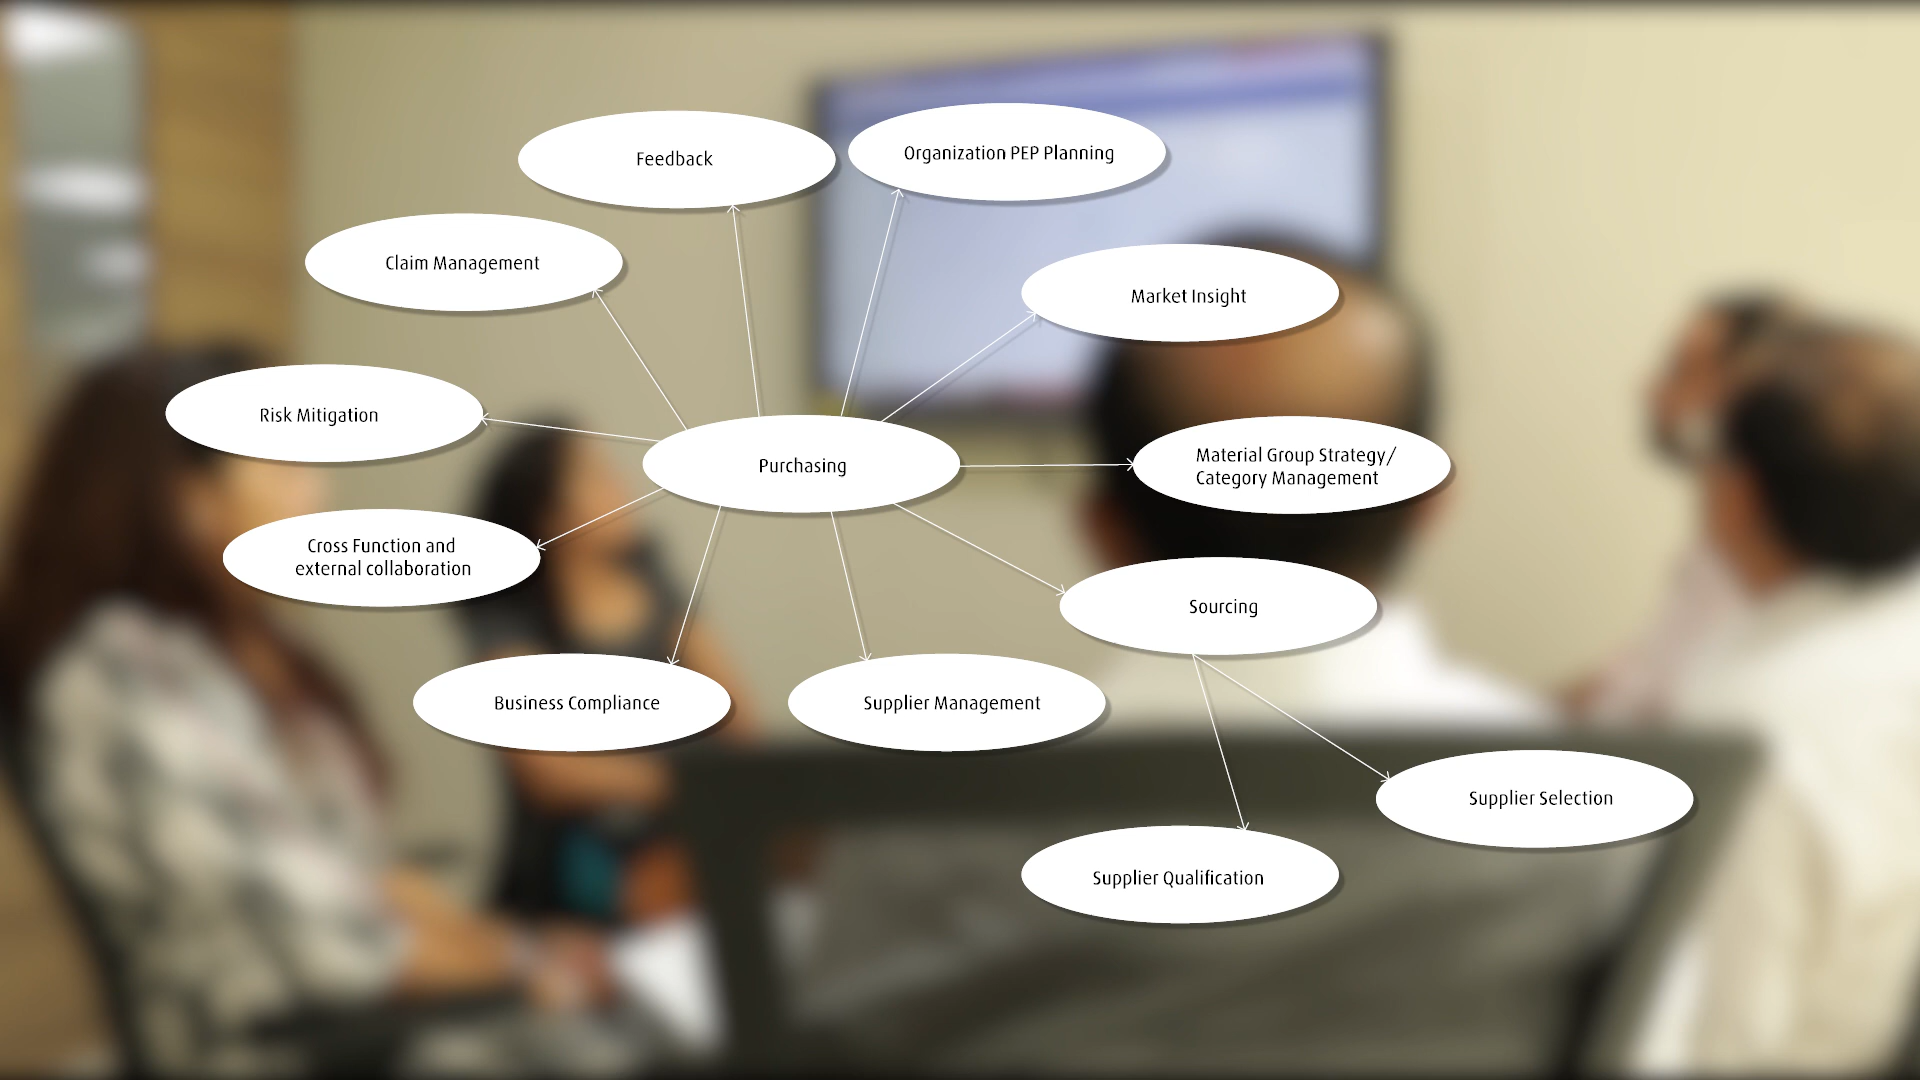 Feedback
Organization PEP Planning
Claim Management
Market Insight
Risk Mitigation
Purchasing
Material Group Strategy/
Category Management
Cross Function and
external collaboration
Sourcing
Business Compliance
Supplier Management
Supplier Selection
Supplier Qualification